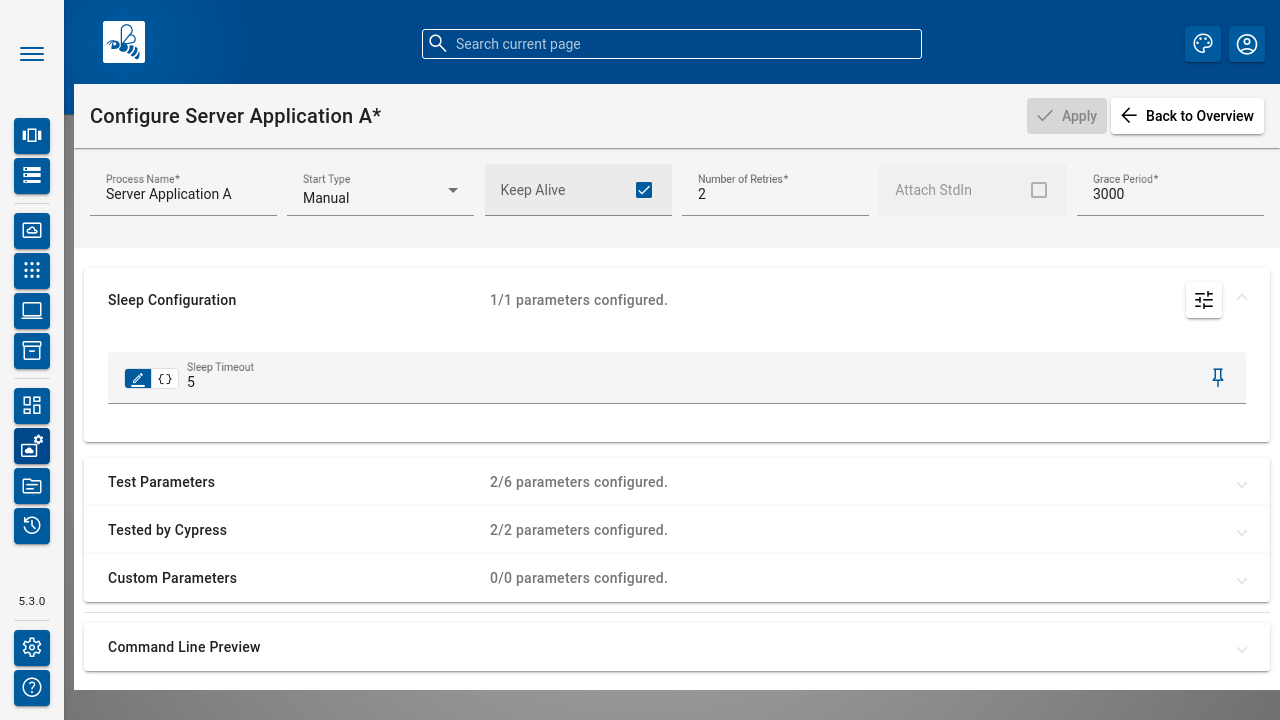 Search current page
Configure Server Application A*
Apply
Back to Overview
Process Name*
Server Application A
Start Type
Manual
Keep Alive
Number of Retries*
2
Attach StdIn
Grace Period*
3000
Sleep Configuration
1/1 parameters configured.
{}
Sleep Timeout
5
Test Parameters
2/6 parameters configured.
Tested by Cypress
2/2 parameters configured.
Custom Parameters
0/0 parameters configured.
Command Line Preview
5.3.0